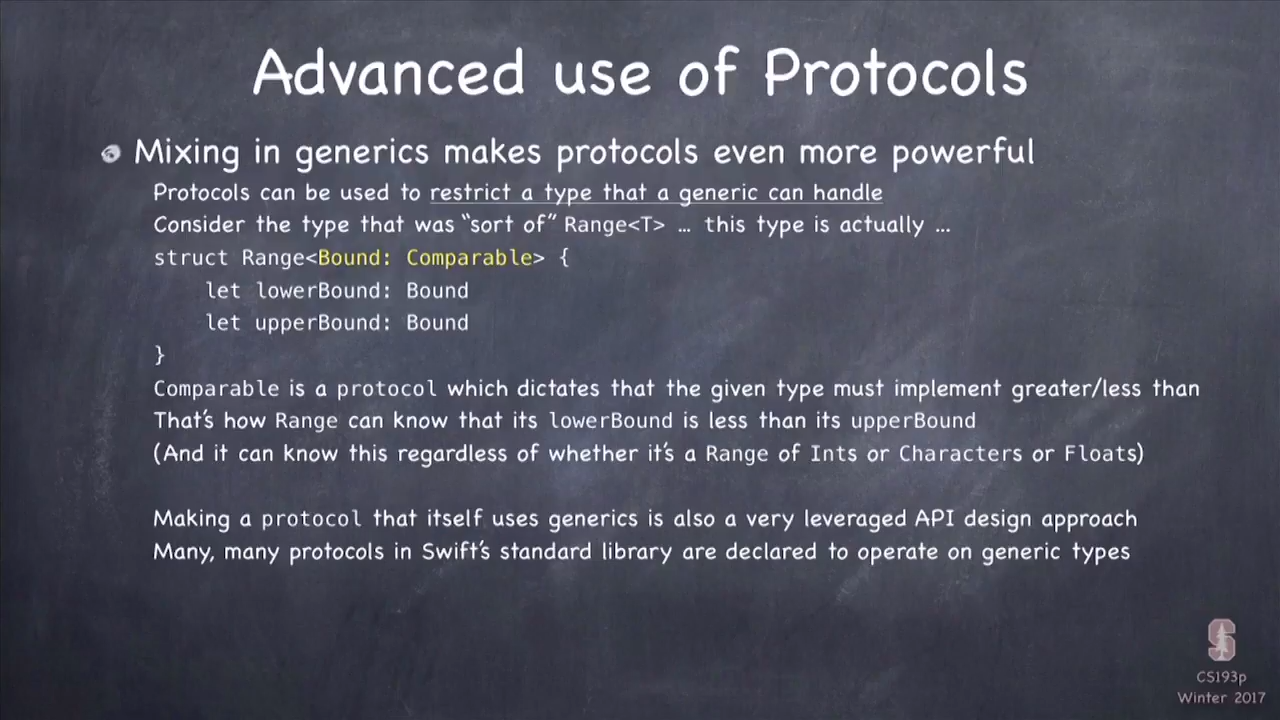 Advanced use of Protocols
Mixing in generics makes protocols even more powerful
Protocols can be used to restrict a type that a generic can handle
Consider the type that was “sort of” Range<T> … this type is actually …
struct Range<Bound: Comparable> {
    let lowerBound: Bound
    let upperBound: Bound
}
Comparable is a protocol which dictates that the given type must implement greater/less than
That’s how Range can know that its lowerBound is less than its upperBound
(And it can know this regardless of whether it’s a Range of Ints or Characters or Floats)
Making a protocol that itself uses generics is also a very leveraged API design approach
Many, many protocols in Swift’s standard library are declared to operate on generic types
S
CS193p
Winter 2017